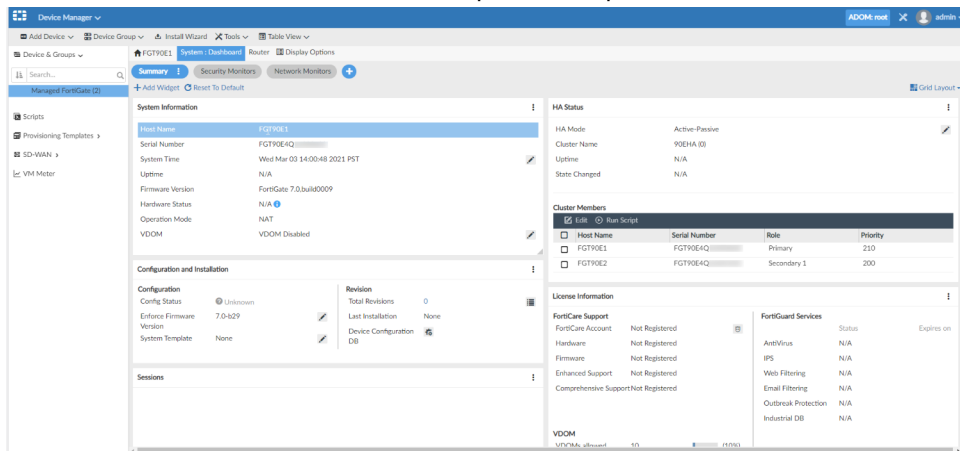 Device Manager
ADOM: root
admin
Add Device
Device Group
Install Wizard
Tools
Table View
Device & Groups
Search...
Managed FortiGate (2)
Scripts
Provisioning Templates
SD-WAN
VM Meter
FGT90E1
System : Dashboard
Router
Display Options
Summary
Security Monitors
Network Monitors
+ Add Widget
Reset To Default
Grid Layout
System Information
Host Name FGT90E1
Serial Number FGT90E4Q
System Time Wed Mar 03 14:00:48 2021 PST
Uptime N/A
Firmware Version FortiGate 7.0,build0009
Hardware Status N/A
Operation Mode NAT
VDOM VDOM Disabled
Configuration and Installation
Configuration
Config Status Unknown
Enforce Firmware Version 7.0-b29
System Template None
Revision
Total Revisions 0
Last Installation None
Device Configuration DB
Sessions
HA Status
HA Mode Active-Passive
Cluster Name 90EHA (0)
Uptime N/A
State Changed N/A
Cluster Members
Edit Run Script
Host Name Serial Number Role Priority
FGT90E1 FGT90E4Q Primary 210
FGT90E2 FGT90E4Q Secondary 1 200
License Information
FortiCare Support
FortiCare Account Not Registered
Hardware Not Registered
Firmware Not Registered
Enhanced Support Not Registered
Comprehensive Support Not Registered
FortiGuard Services
Status Expires on
AntiVirus N/A
IPS N/A
Web Filtering N/A
Email Filtering N/A
Outbreak Protection N/A
Industrial DB N/A
VDOM
VDOMs allowed 10 (10%)